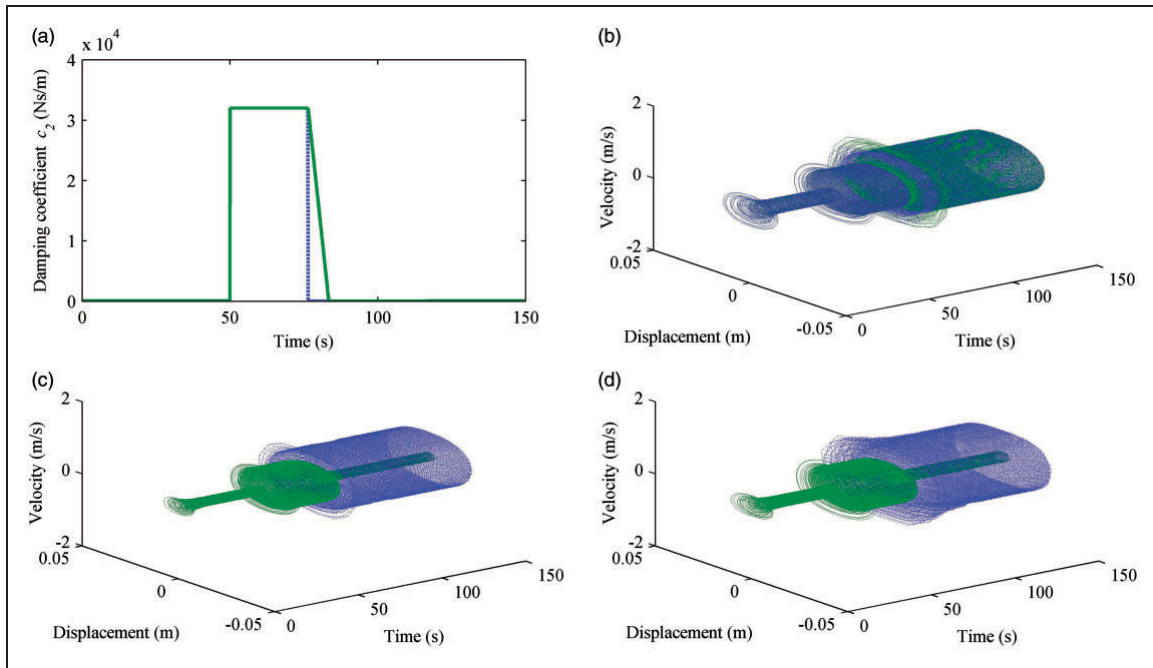 (a)
x 10⁴
4
3
2
1
0
Damping coefficient c₂ (Ns/m)
0 50 100 150
Time (s)
(b)
2
0
-2
Velocity (m/s)
0.05
0
-0.05
Displacement (m)
0
50
100
150
Time (s)
(c)
2
0
-2
Velocity (m/s)
0.05
0
-0.05
Displacement (m)
0
50
100
150
Time (s)
(d)
2
0
-2
Velocity (m/s)
0.05
0
-0.05
Displacement (m)
0
50
100
150
Time (s)